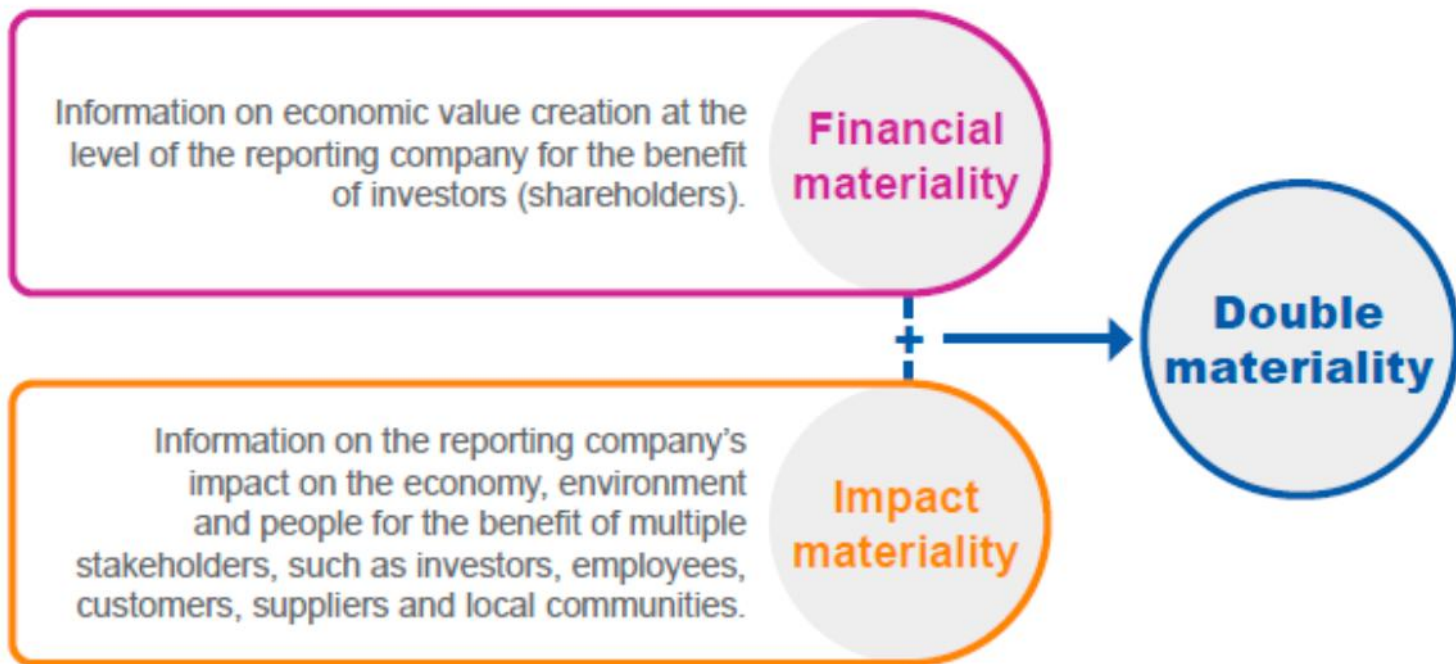 Information on economic value creation at the
level of the reporting company for the benefit
of investors (shareholders).
Financial
materiality
+
Double
materiality
Information on the reporting company’s
impact on the economy, environment
and people for the benefit of multiple
stakeholders, such as investors, employees,
customers, suppliers and local communities.
Impact
materiality